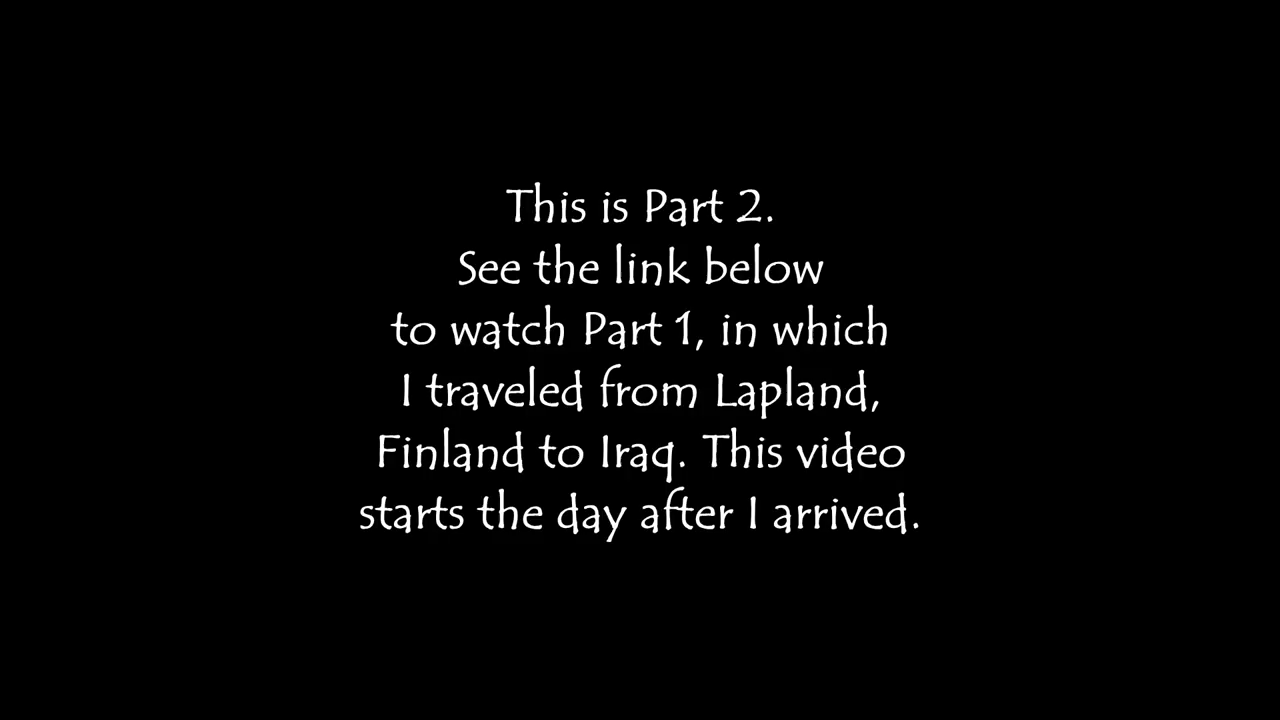 This is Part 2.
See the link below
to watch Part 1, in which
I traveled from Lapland,
Finland to Iraq. This video
starts the day after I arrived.